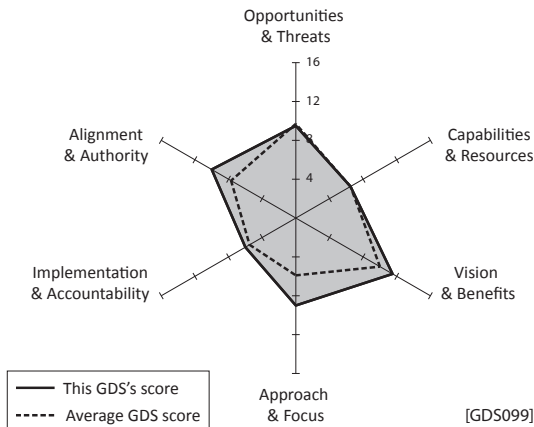 Opportunities
& Threats
16
12
8
4
Alignment
& Authority
Capabilities
& Resources
Implementation
& Accountability
Vision
& Benefits
This GDS's score
Average GDS score
Approach
& Focus
[GDS099]